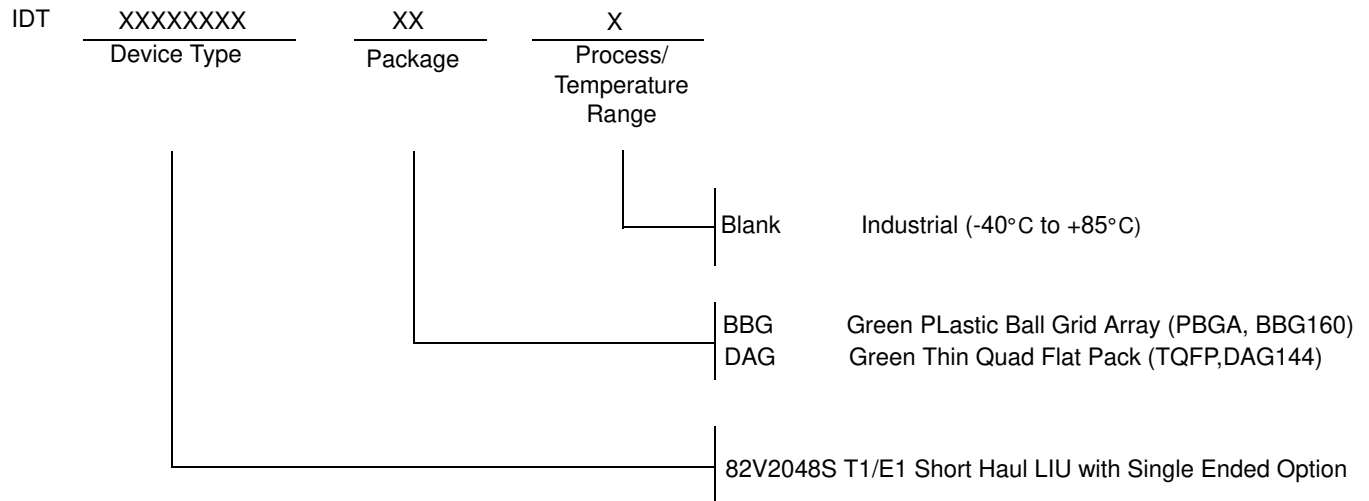 IDT XXXXXXXX XX X
Device Type Package Process/
Temperature
Range
Blank Industrial (-40°C to +85°C)
BBG Green PLastic Ball Grid Array (PBGA, BBG160)
DAG Green Thin Quad Flat Pack (TQFP,DAG144)
82V2048S T1/E1 Short Haul LIU with Single Ended Option